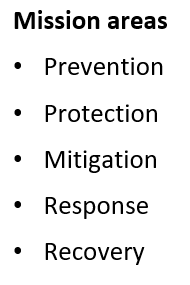 Mission areas
• Prevention
• Protection
• Mitigation
• Response
• Recovery